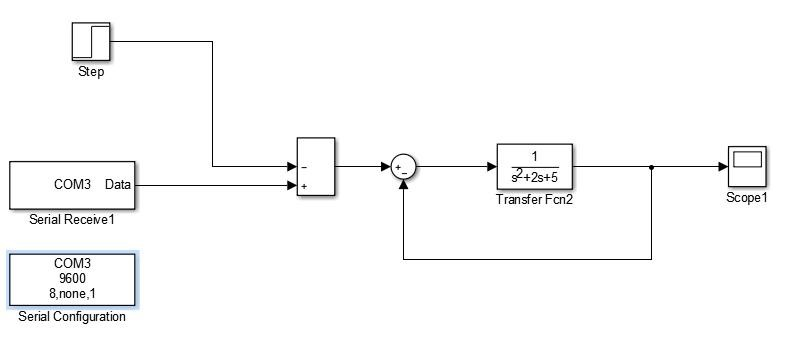 Step
−
+
COM3 Data
Serial Receive1
+
−
1
s²+2s+5
Transfer Fcn2
Scope1
COM3
9600
8,none,1
Serial Configuration